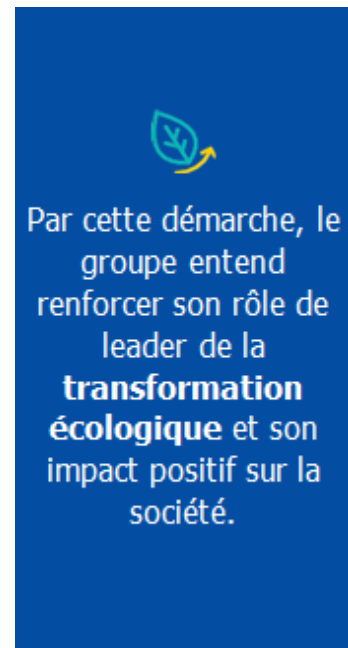 Par cette démarche, le
groupe entend
renforcer son rôle de
leader de la
transformation
écologique et son
impact positif sur la
société.